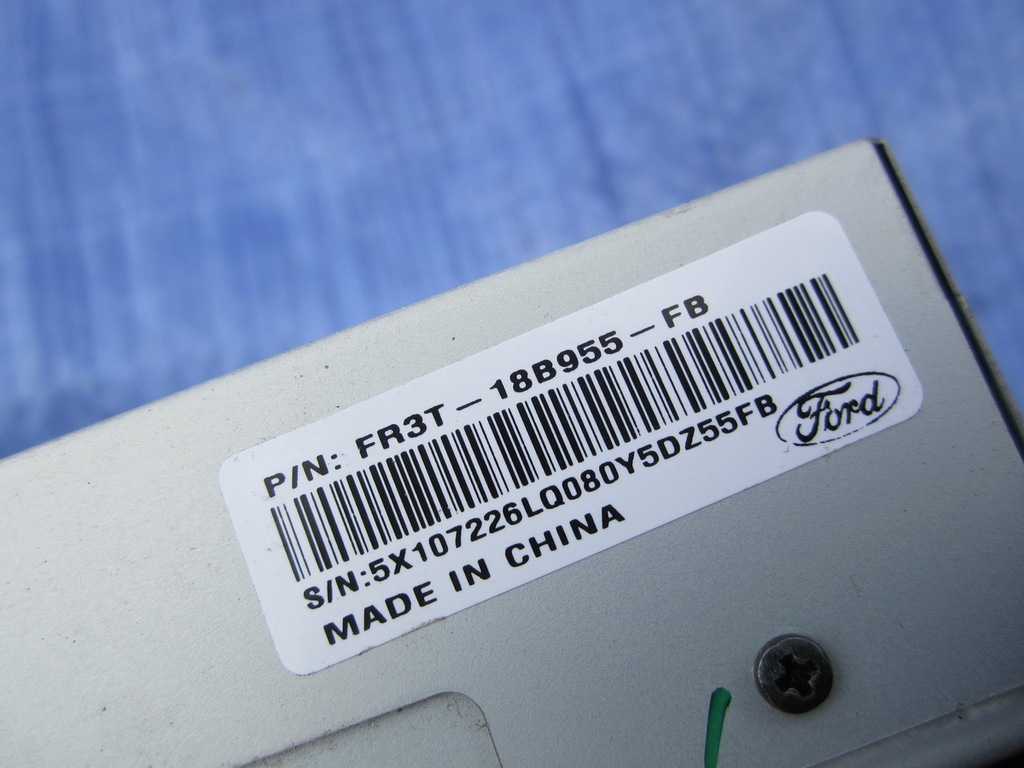 P/N: FR3T-18B955-FB
S/N:5X107226LQ080Y5DZ55FB
Ford
MADE IN CHINA